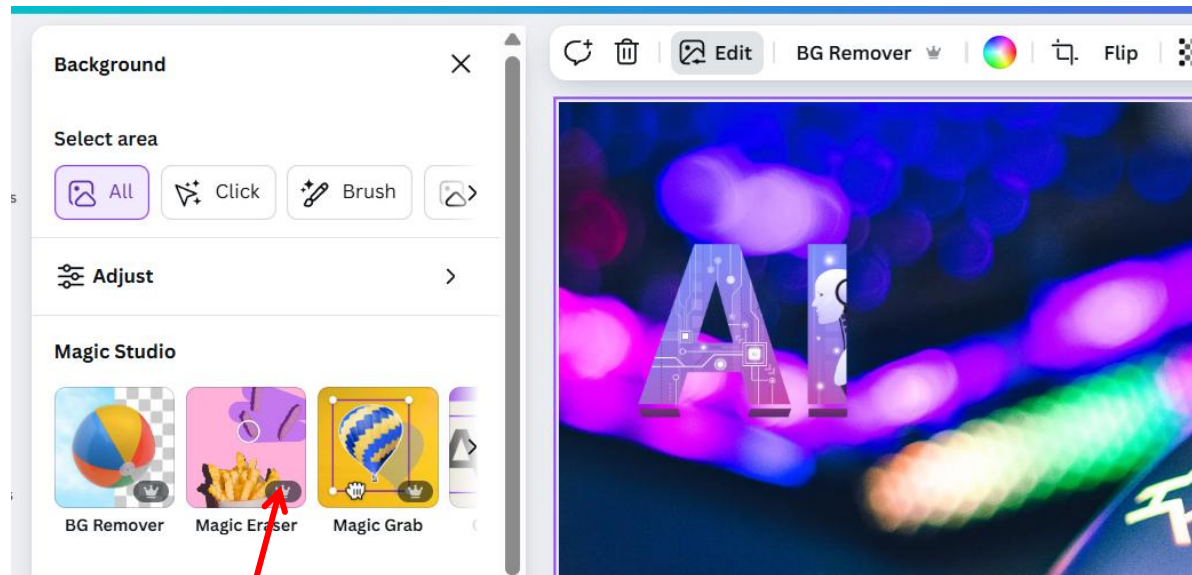 Background
Edit
BG Remover
Flip
Select area
All
Click
Brush
Adjust
Magic Studio
BG Remover
Magic Eraser
Magic Grab
AI